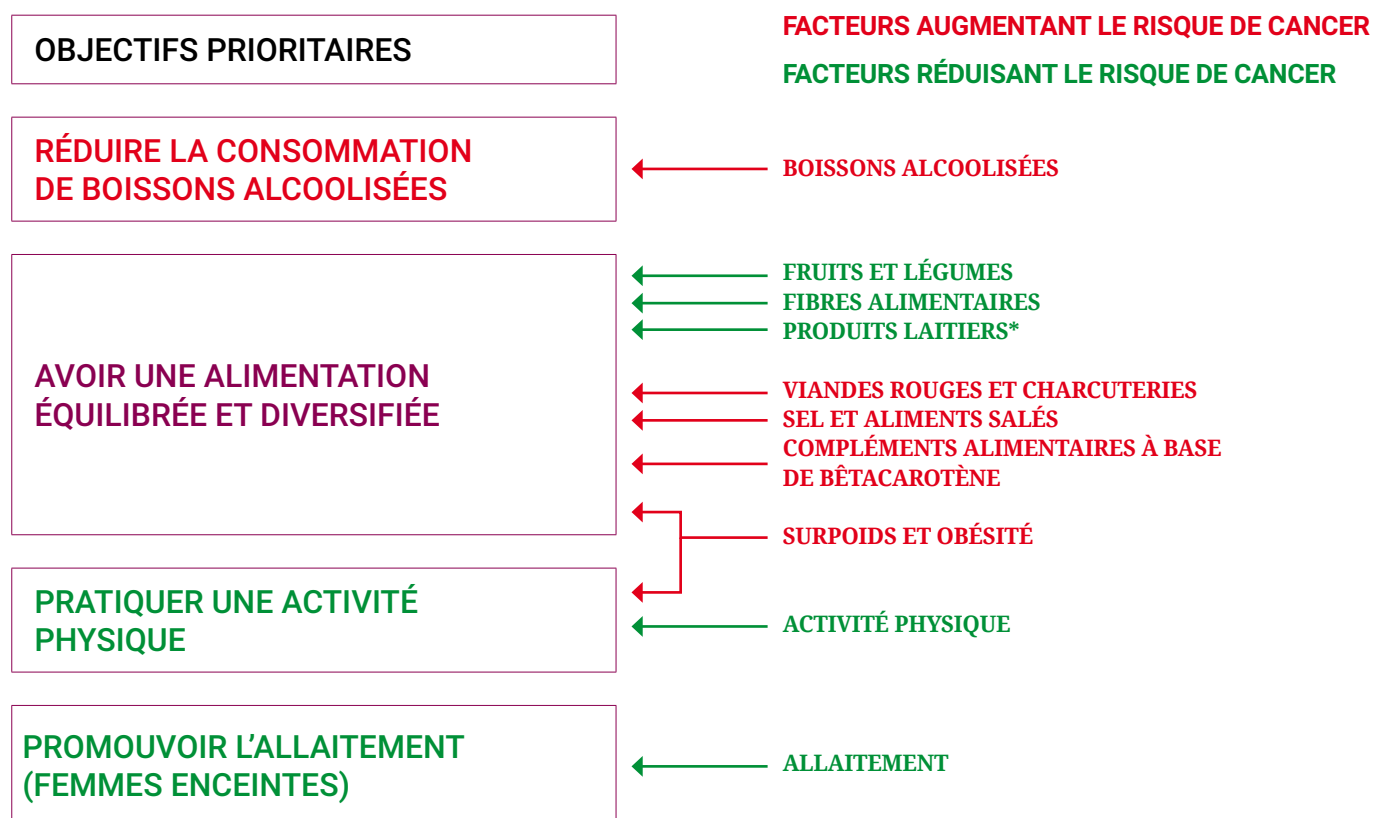 OBJECTIFS PRIORITAIRES
FACTEURS AUGMENTANT LE RISQUE DE CANCER
FACTEURS RÉDUISANT LE RISQUE DE CANCER
RÉDUIRE LA CONSOMMATION
DE BOISSONS ALCOOLISÉES
BOISSONS ALCOOLISÉES
AVOIR UNE ALIMENTATION
ÉQUILIBRÉE ET DIVERSIFIÉE
FRUITS ET LÉGUMES
FIBRES ALIMENTAIRES
PRODUITS LAITIERS*
VIANDES ROUGES ET CHARCUTERIES
SEL ET ALIMENTS SALÉS
COMPLÉMENTS ALIMENTAIRES À BASE
DE BÊTACAROTÈNE
SURPOIDS ET OBÉSITÉ
PRATIQUER UNE ACTIVITÉ
PHYSIQUE
ACTIVITÉ PHYSIQUE
PROMOUVOIR L'ALLAITEMENT
(FEMMES ENCEINTES)
ALLAITEMENT